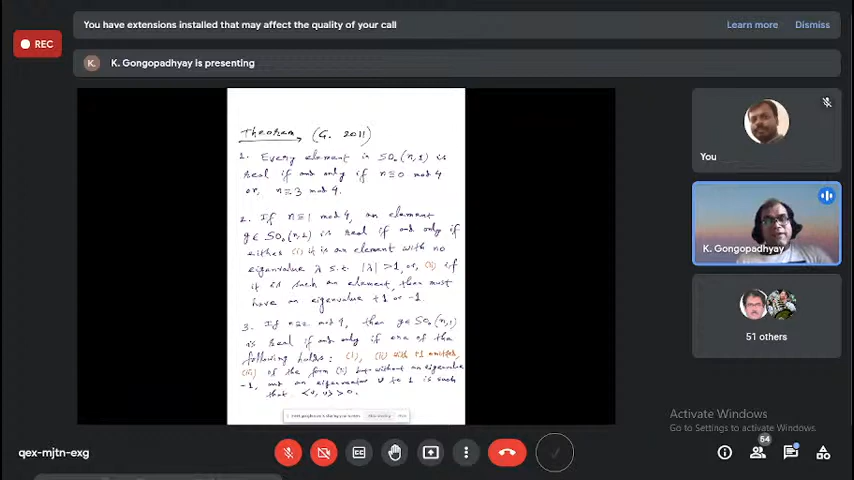 You have extensions installed that may affect the quality of your call
Learn more
Dismiss
REC
K.
K. Gongopadhyay is presenting
Theorem (G. 2011)
1. Every element in SO₀(n,1) is
real if and only if n≡0 mod 4
or, n≡3 mod 4.
2. If n≡1 mod 4, an element
g∈ SO₀(n,1) is real if and only if
either (i) it is an element with no
eigenvalue λ s.t. |λ|>1, or, (ii) if
it is such an element, then must
have an eigenvalue +1 or -1.
3. If n≡2 mod 4, then g∈SO₀(n,1)
is real if and only if one of the
following holds: (i), (ii) with +1 omitted,
(iii) of the form (i) but without an eigenvalue
-1, and an eigenvector v to 1 is such
that <v, v> > 0.
You
K. Gongopadhyay
51 others
Activate Windows
Go to Settings to activate Windows.
qex-mjtn-exg
64